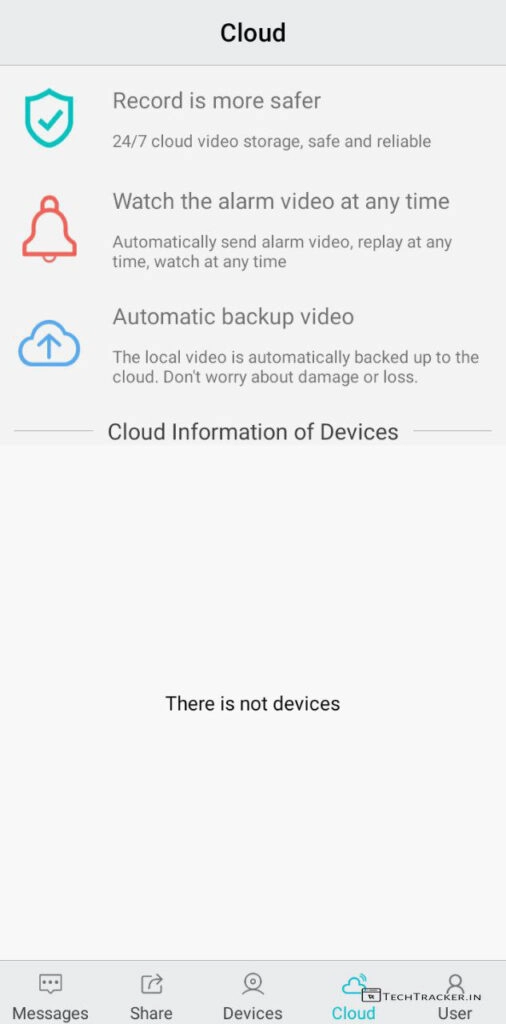 Cloud
Record is more safer
24/7 cloud video storage, safe and reliable
Watch the alarm video at any time
Automatically send alarm video, replay at any
time, watch at any time
Automatic backup video
The local video is automatically backed up to the
cloud. Don't worry about damage or loss.
Cloud Information of Devices
There is not devices
Messages
Share
Devices
Cloud
User
TECHTRACKER.IN